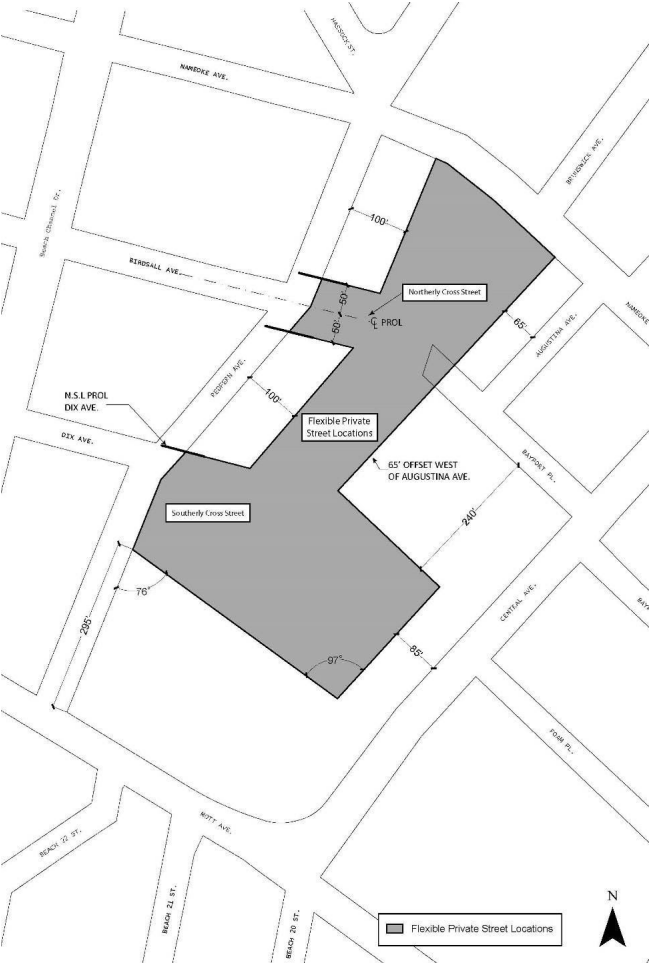 HASSOCK ST.
NAMEOKE AVE.
BRUNSWICK AVE.
Beach Channel Dr.
100'
BIRDSALL AVE.
Northerly Cross Street
50'
50'
℄ PROL
65'
NAMEOKE
AUGUSTINA AVE.
REDFERN AVE.
100'
N.S.L PROL
DIX AVE.
DIX AVE.
Flexible Private
Street Locations
65' OFFSET WEST
OF AUGUSTINA AVE.
BAYPORT PL.
240'
Southerly Cross Street
76°
CENTRAL AVE.
295'
97°
85'
FOAM PL.
MOTT AVE.
BEACH 22 ST.
BEACH 21 ST.
BEACH 20 ST.
N
Flexible Private Street Locations